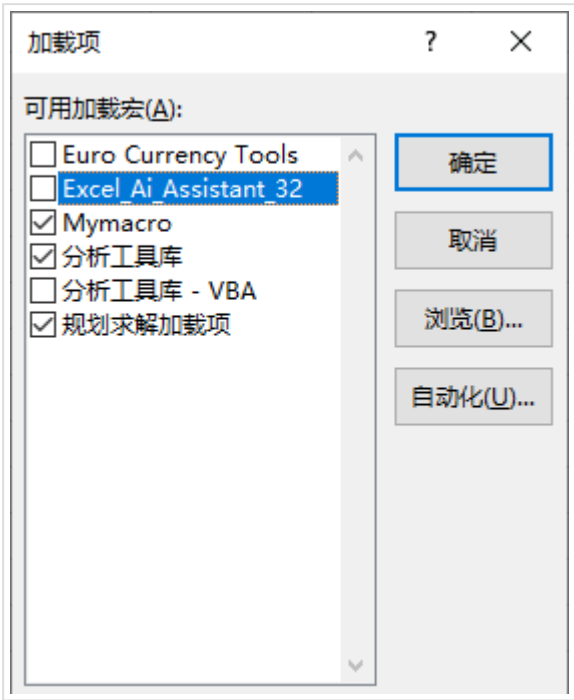 加载项
?
可用加载宏(A):
Euro Currency Tools
Excel_Ai_Assistant_32
Mymacro
分析工具库
分析工具库 - VBA
规划求解加载项
确定
取消
浏览(B)...
自动化(U)...